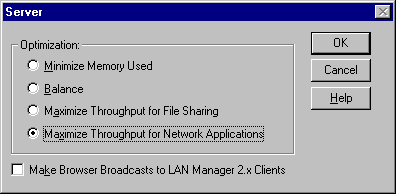 Server
Optimization:
Minimize Memory Used
Balance
Maximize Throughput for File Sharing
Maximize Throughput for Network Applications
Make Browser Broadcasts to LAN Manager 2.x Clients
OK
Cancel
Help